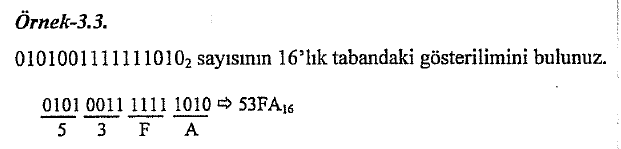 Örnek-3.3.
0101001111111010₂ sayısının 16'lık tabandaki gösterilimini bulunuz.
0101 0011 1111 1010 ⇨ 53FA₁₆
5 3 F A